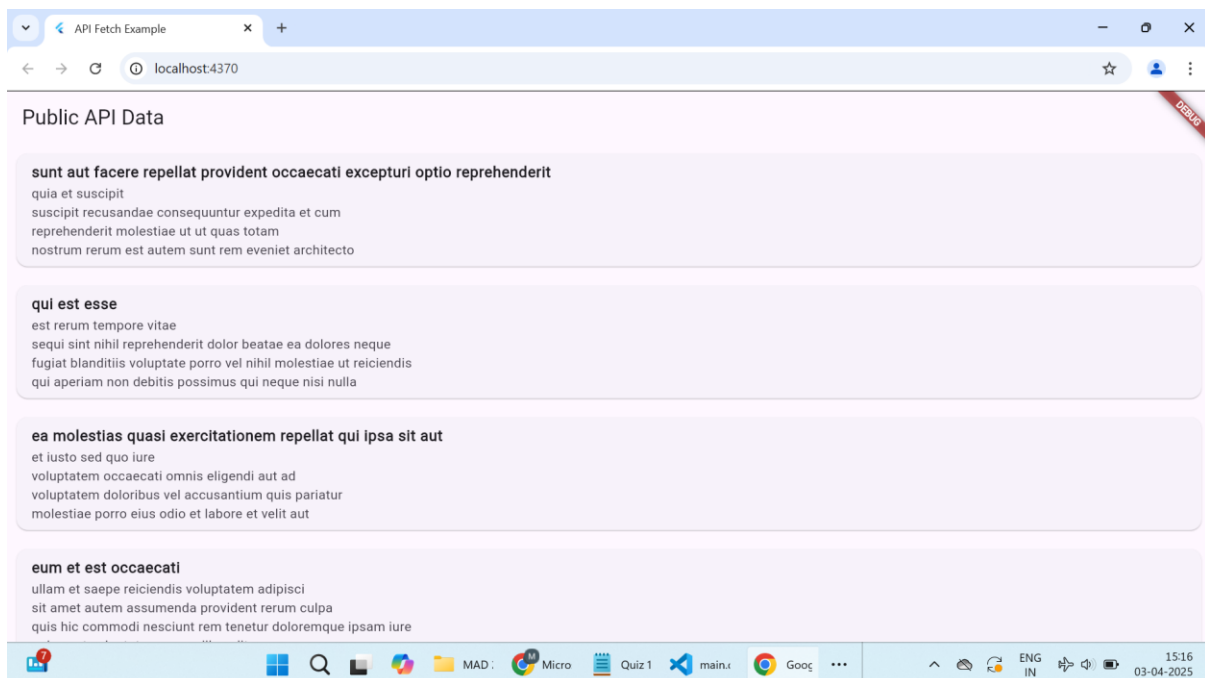 API Fetch Example
localhost:4370
DEBUG
Public API Data
sunt aut facere repellat provident occaecati excepturi optio reprehenderit
quia et suscipit
suscipit recusandae consequuntur expedita et cum
reprehenderit molestiae ut ut quas totam
nostrum rerum est autem sunt rem eveniet architecto
qui est esse
est rerum tempore vitae
sequi sint nihil reprehenderit dolor beatae ea dolores neque
fugiat blanditiis voluptate porro vel nihil molestiae ut reiciendis
qui aperiam non debitis possimus qui neque nisi nulla
ea molestias quasi exercitationem repellat qui ipsa sit aut
et iusto sed quo iure
voluptatem occaecati omnis eligendi aut ad
voluptatem doloribus vel accusantium quis pariatur
molestiae porro eius odio et labore et velit aut
eum et est occaecati
ullam et saepe reiciendis voluptatem adipisci
sit amet autem assumenda provident rerum culpa
quis hic commodi nesciunt rem tenetur doloremque ipsam iure
7 MAD : M Micro Quiz 1 main.c Goog ENG 15:16
IN 03-04-2025